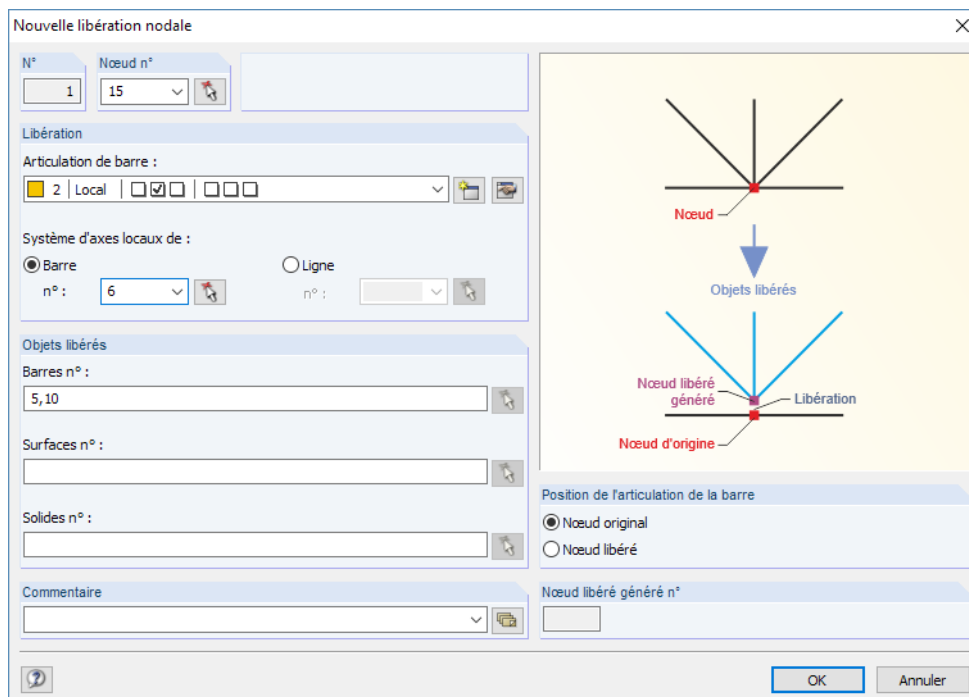 Nouvelle libération nodale
N°
Nœud n°
1
15
Libération
Articulation de barre :
2 Local
Système d'axes locaux de :
Barre
Ligne
n° :
6
n° :
Objets libérés
Barres n° :
5,10
Surfaces n° :
Solides n° :
Commentaire
Nœud
Objets libérés
Nœud libéré
généré
Libération
Nœud d'origine
Position de l'articulation de la barre
Nœud original
Nœud libéré
Nœud libéré généré n°
OK
Annuler